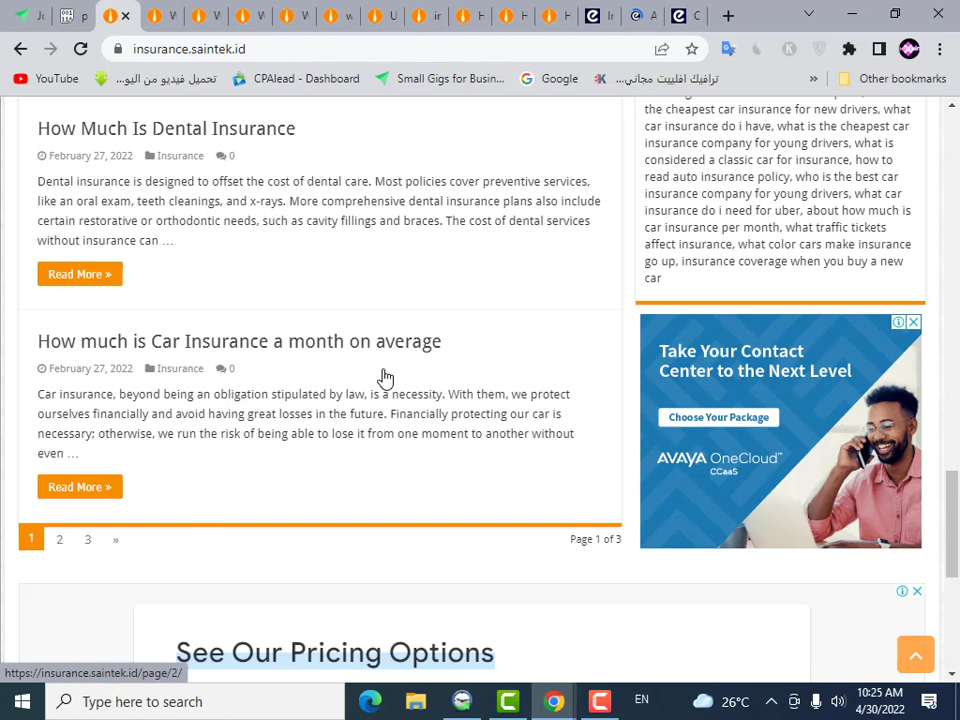 insurance.saintek.id
YouTube
تحميل فيديو من اليو...
CPAlead - Dashboard
Small Gigs for Busin...
Google
ترافيك افلييت مجاني...
»
Other bookmarks
How Much Is Dental Insurance
February 27, 2022 Insurance 0
Dental insurance is designed to offset the cost of dental care. Most policies cover preventive services,
like an oral exam, teeth cleanings, and x-rays. More comprehensive dental insurance plans also include
certain restorative or orthodontic needs, such as cavity fillings and braces. The cost of dental services
without insurance can …
Read More »
How much is Car Insurance a month on average
February 27, 2022 Insurance 0
Car insurance, beyond being an obligation stipulated by law, is a necessity. With them, we protect
ourselves financially and avoid having great losses in the future. Financially protecting our car is
necessary; otherwise, we run the risk of being able to lose it from one moment to another without
even …
Read More »
1 2 3 »
Page 1 of 3
the cheapest car insurance for new drivers, what
car insurance do i have, what is the cheapest car
insurance company for young drivers, what is
considered a classic car for insurance, how to
read auto insurance policy, who is the best car
insurance company for young drivers, what car
insurance do i need for uber, about how much is
car insurance per month, what traffic tickets
affect insurance, what color cars make insurance
go up, insurance coverage when you buy a new
car
Take Your Contact
Center to the Next Level
Choose Your Package
AVAYA OneCloud™
CCaaS
See Our Pricing Options
https://insurance.saintek.id/page/2/
Type here to search
26°C
EN
10:25 AM
4/30/2022